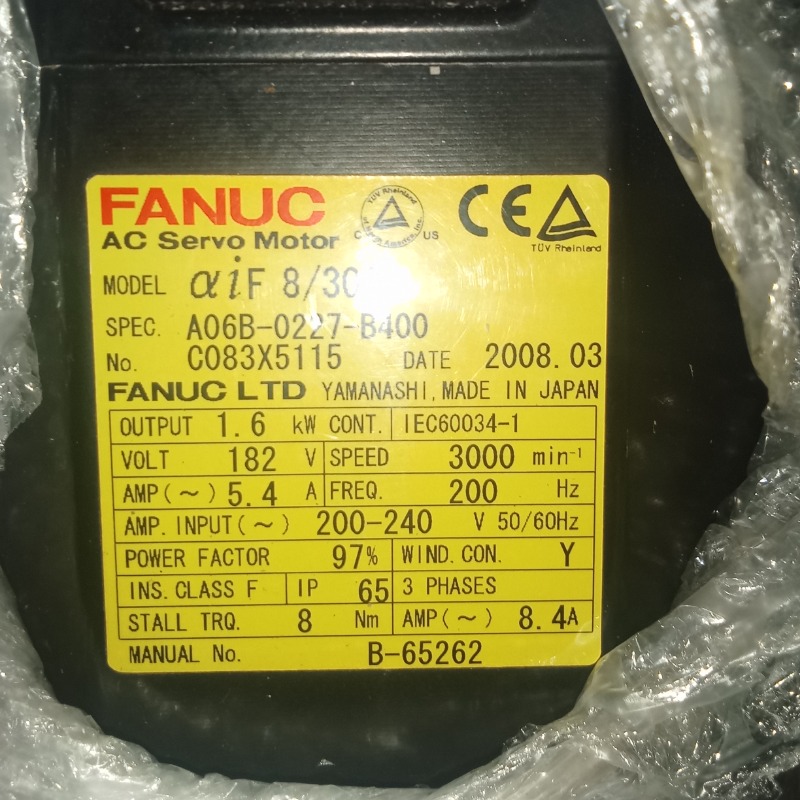 FANUC
AC Servo Motor
TÜV Rheinland
C US
CE
TÜV Rheinland
MODEL αiF 8/30
SPEC. A06B-0227-B400
No. C083X5115 DATE 2008.03
FANUC LTD YAMANASHI, MADE IN JAPAN
OUTPUT 1.6 kW CONT. IEC60034-1
VOLT 182 V SPEED 3000 min-1
AMP(~) 5.4 A FREQ. 200 Hz
AMP. INPUT(~) 200-240 V 50/60Hz
POWER FACTOR 97% WIND. CON. Y
INS. CLASS F IP 65 3 PHASES
STALL TRQ. 8 Nm AMP(~) 8.4A
MANUAL No. B-65262